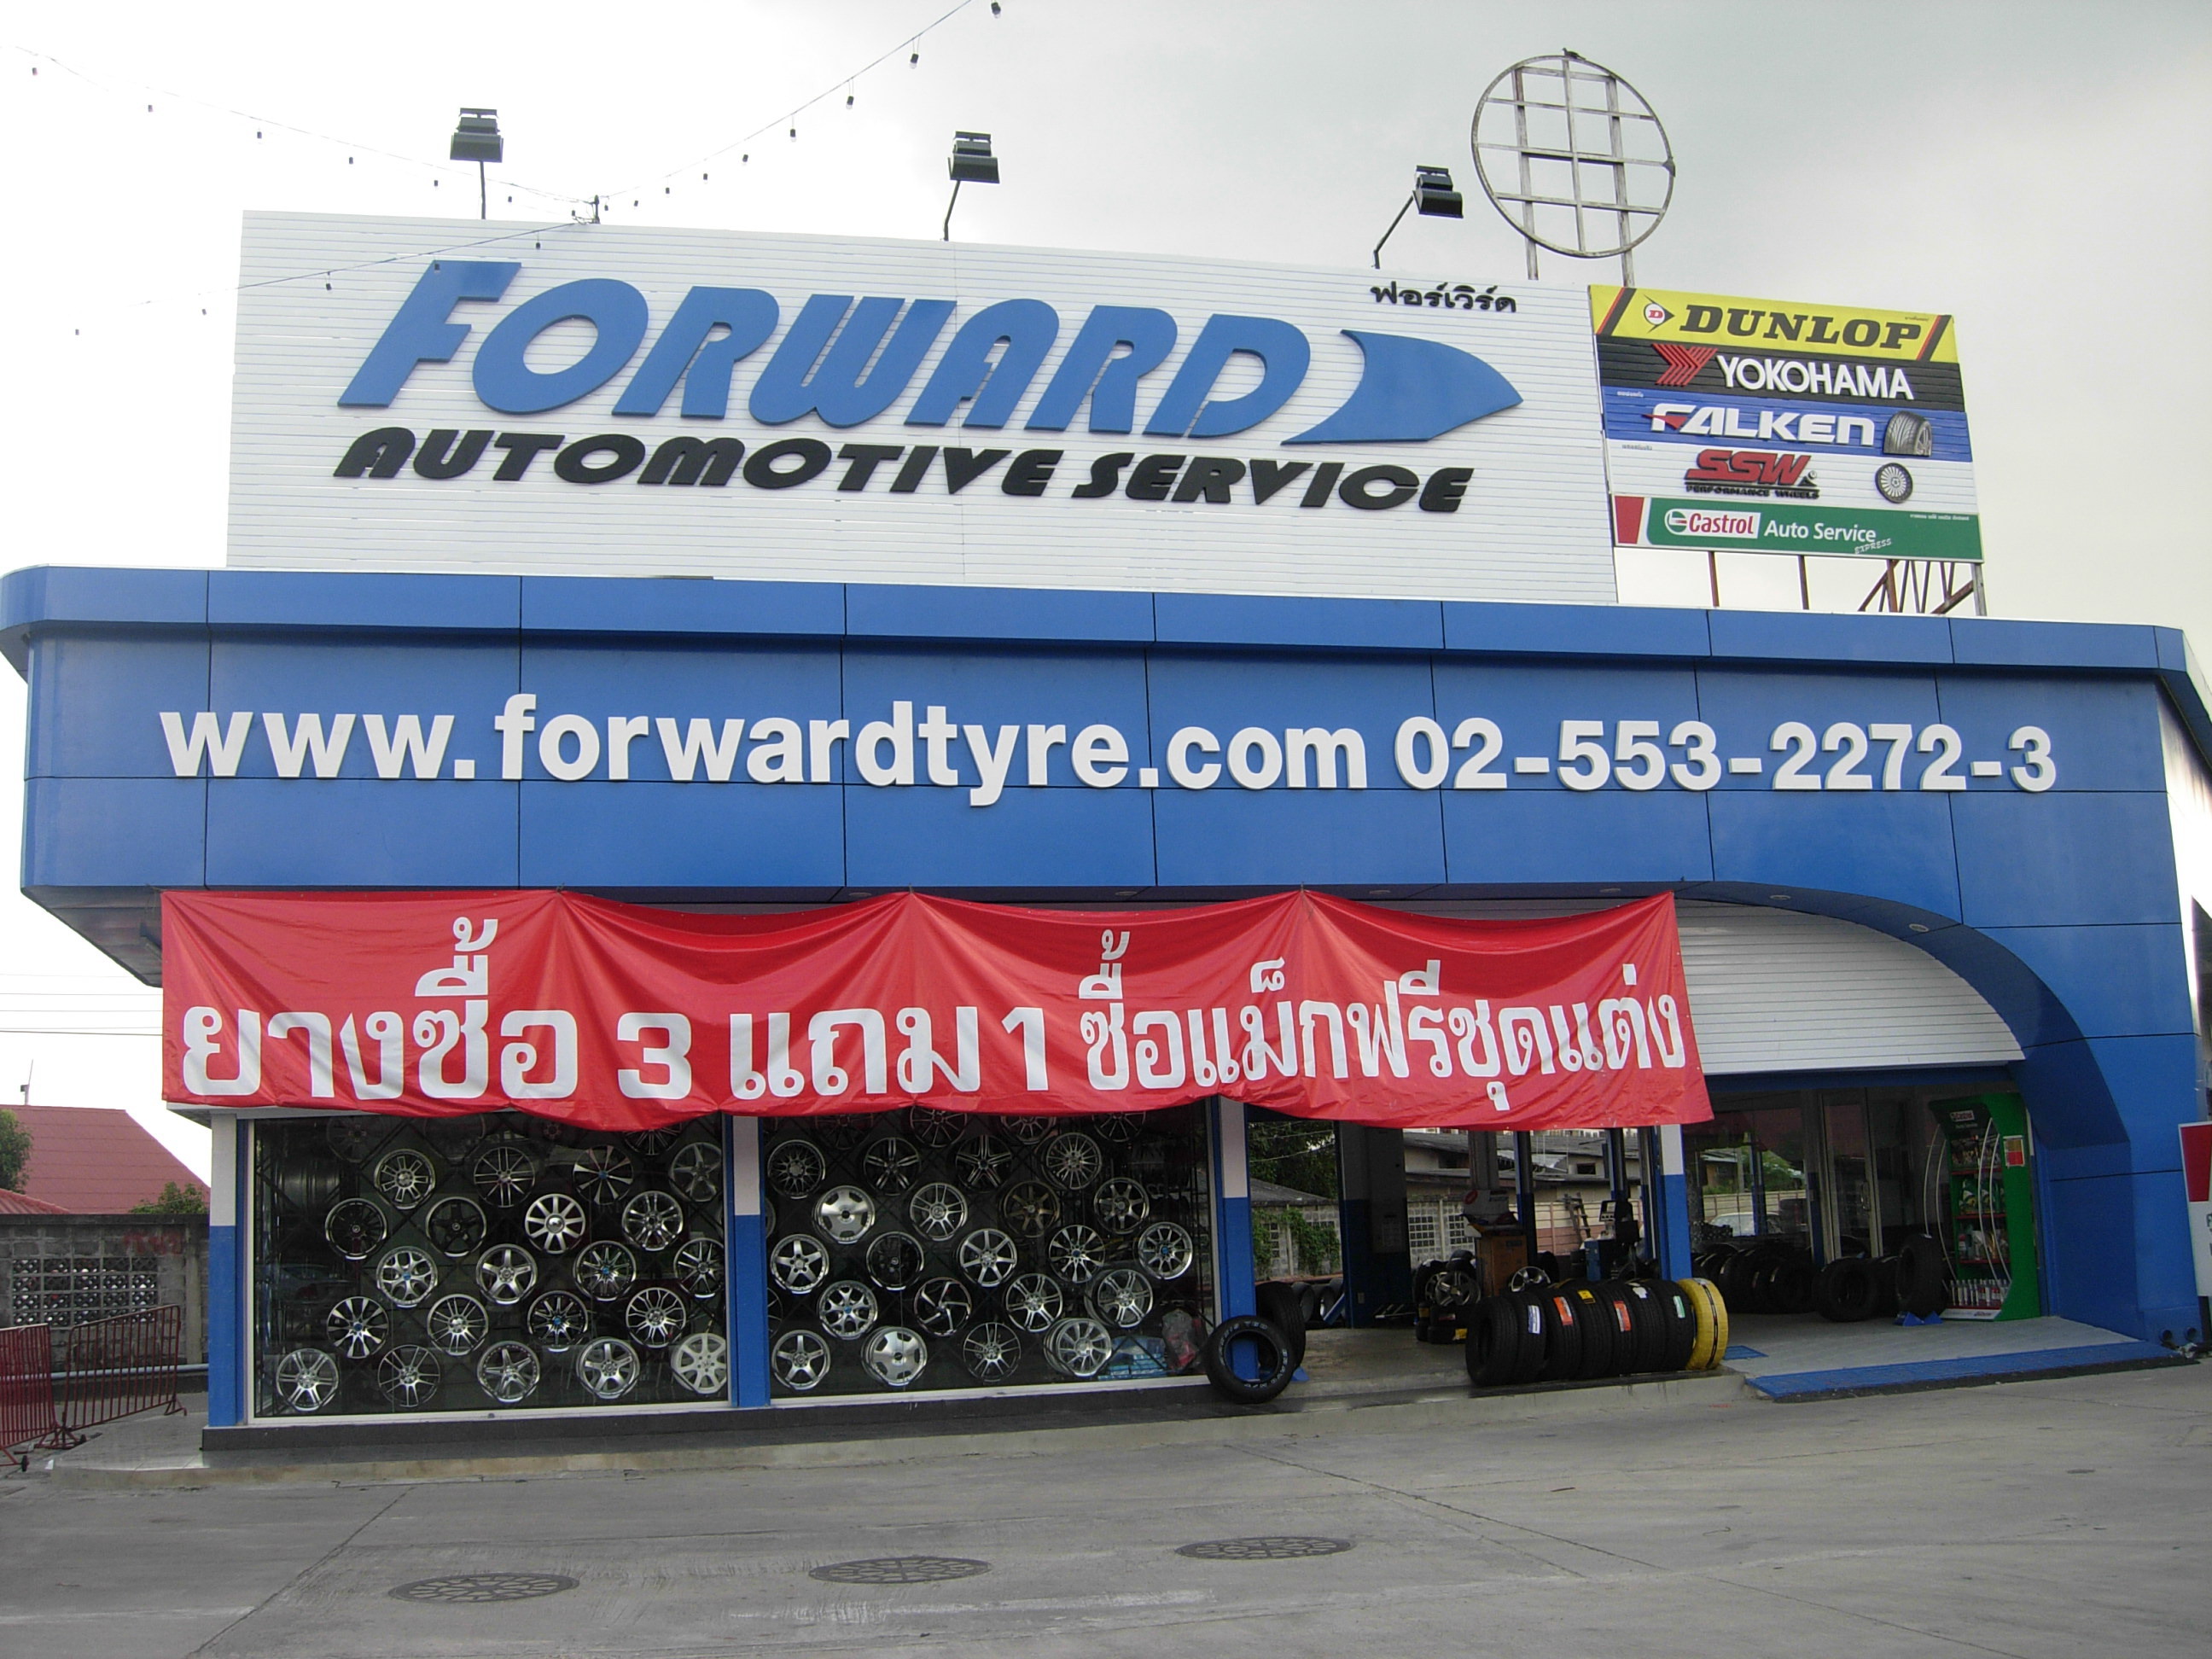 FORWARD
ฟอร์เวิร์ด
AUTOMOTIVE SERVICE
D DUNLOP
YOKOHAMA
FALKEN
SSW
PERFORMANCE WHEELS
Castrol Auto Service
EXPRESS
www.forwardtyre.com 02-553-2272-3
ยางซื้อ 3 แถม 1 ซื้อแม็กฟรีชุดแต่ง